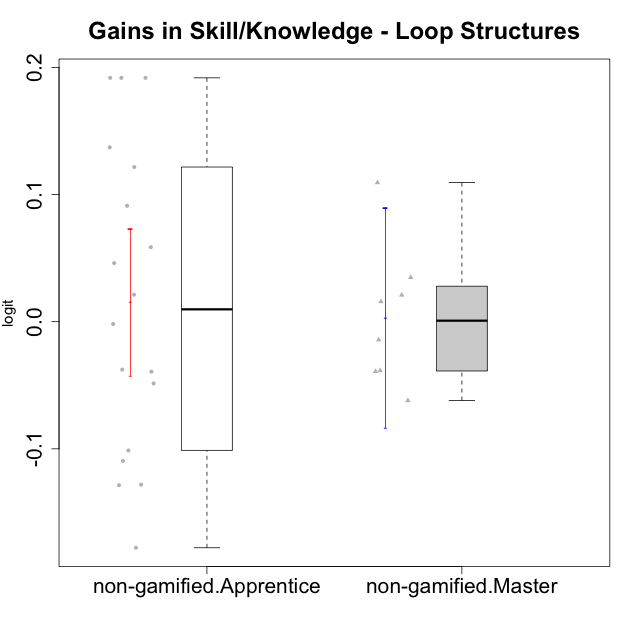 Gains in Skill/Knowledge - Loop Structures
0.2
0.1
0.0
-0.1
logit
non-gamified.Apprentice
non-gamified.Master